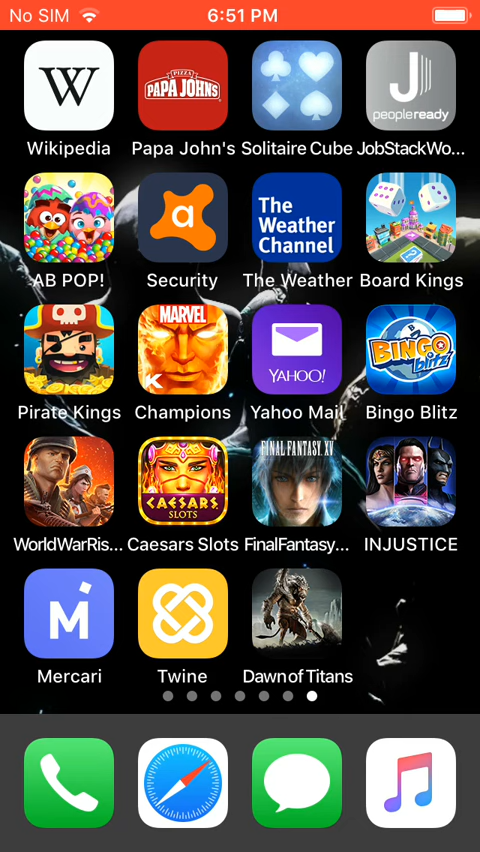 No SIM 6:51 PM
W PIZZA PAPA JOHNS J peopleready
Wikipedia Papa John's Solitaire Cube JobStackWo...
a The Weather Channel
AB POP! Security The Weather Board Kings
MARVEL K YAHOO! BINGO Blitz
Pirate Kings Champions Yahoo Mail Bingo Blitz
CAESARS SLOTS FINAL FANTASY XV
WorldWarRis... Caesars Slots FinalFantasy... INJUSTICE
M
Mercari Twine DawnofTitans